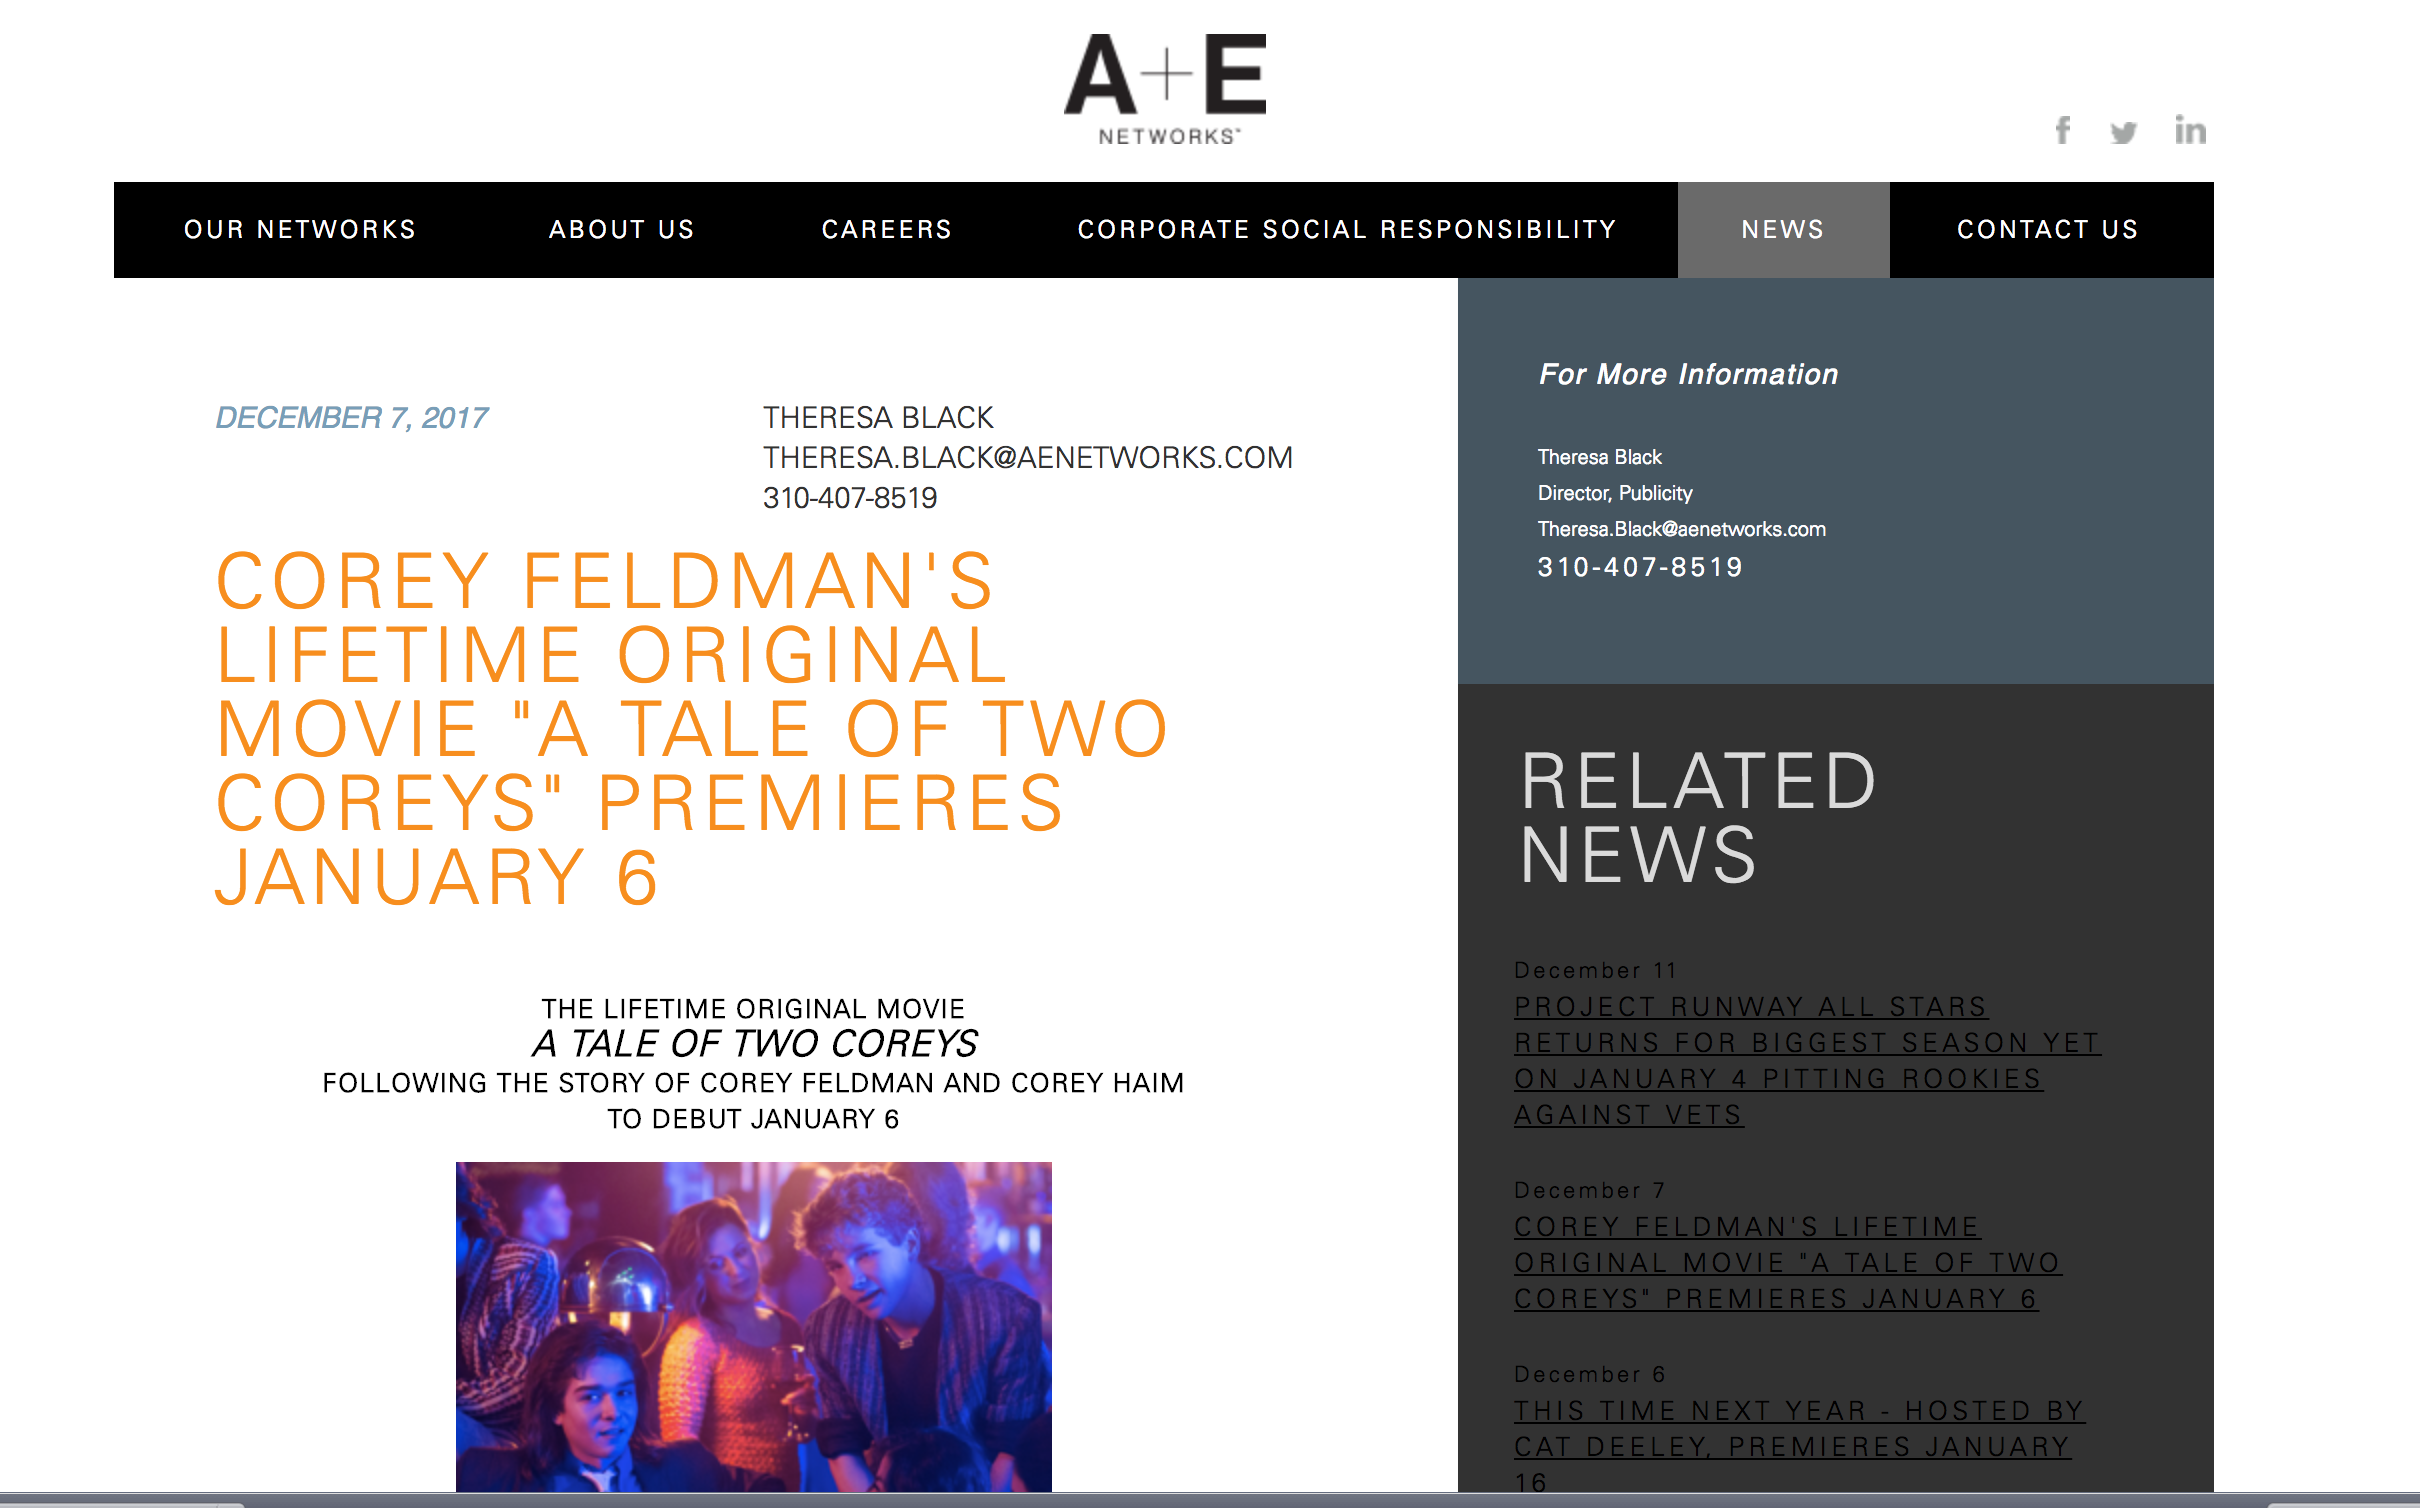 A+E
NETWORKS™
f in
OUR NETWORKS ABOUT US CAREERS CORPORATE SOCIAL RESPONSIBILITY NEWS CONTACT US
DECEMBER 7, 2017
THERESA BLACK
THERESA.BLACK@AENETWORKS.COM
310-407-8519
COREY FELDMAN'S
LIFETIME ORIGINAL
MOVIE "A TALE OF TWO
COREYS" PREMIERES
JANUARY 6
THE LIFETIME ORIGINAL MOVIE
A TALE OF TWO COREYS
FOLLOWING THE STORY OF COREY FELDMAN AND COREY HAIM
TO DEBUT JANUARY 6
For More Information
Theresa Black
Director, Publicity
Theresa.Black@aenetworks.com
310-407-8519
RELATED
NEWS
December 11
PROJECT RUNWAY ALL STARS
RETURNS FOR BIGGEST SEASON YET
ON JANUARY 4 PITTING ROOKIES
AGAINST VETS
December 7
COREY FELDMAN'S LIFETIME
ORIGINAL MOVIE "A TALE OF TWO
COREYS" PREMIERES JANUARY 6
December 6
THIS TIME NEXT YEAR - HOSTED BY
CAT DEELEY, PREMIERES JANUARY
16